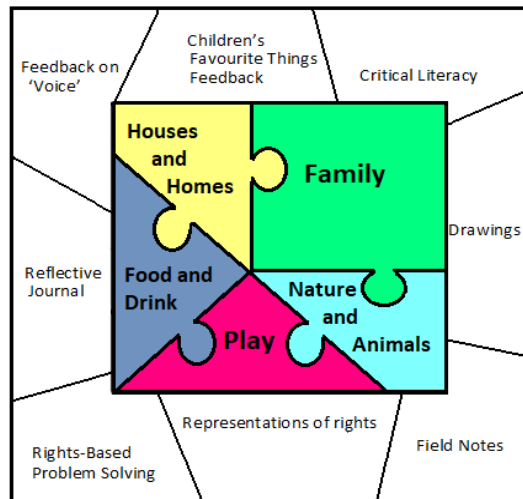 Children's
Favourite Things
Feedback
Feedback on
'Voice'
Critical Literacy
Houses
and
Homes
Family
Drawings
Reflective
Journal
Food and
Drink
Nature
and
Animals
Play
Representations of rights
Rights-Based
Problem Solving
Field Notes